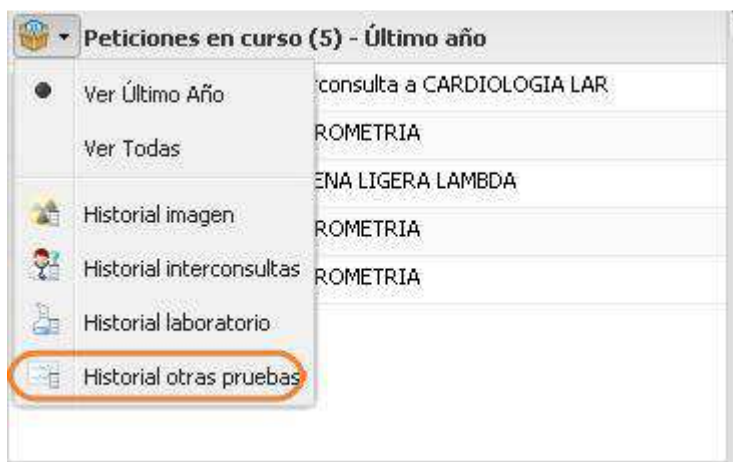 Peticiones en curso (5) - Último año
Ver Último Año
consulta a CARDIOLOGIA LAR
Ver Todas
ROMETRIA
ENA LIGERA LAMBDA
Historial imagen
ROMETRIA
Historial interconsultas
ROMETRIA
Historial laboratorio
Historial otras pruebas